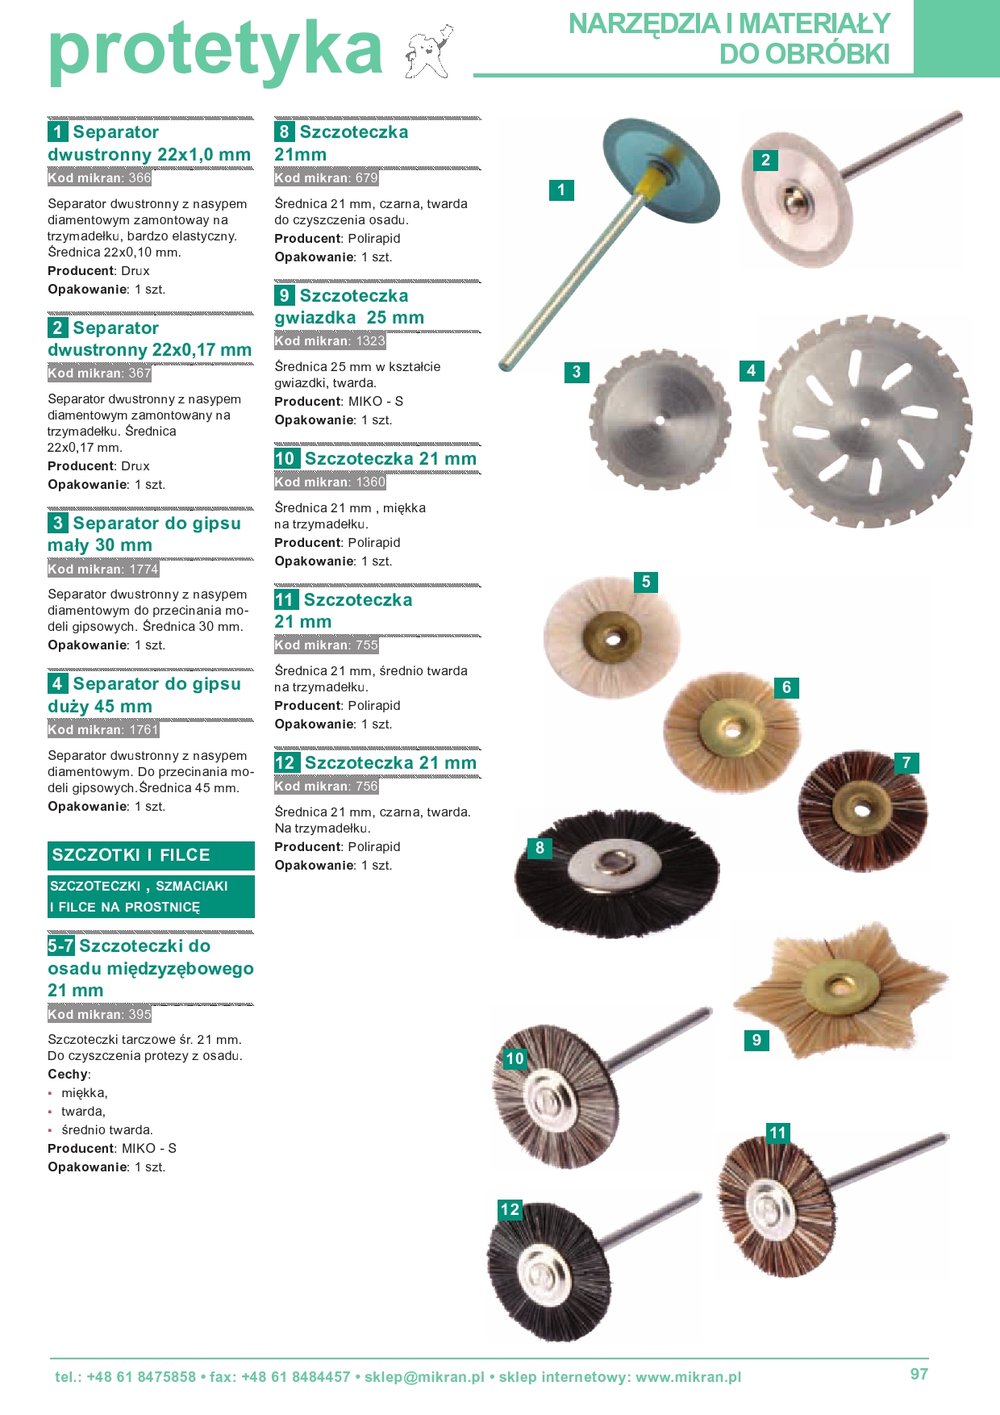 protetyka
NARZĘDZIA I MATERIAŁY
DO OBRÓBKI
1 Separator
dwustronny 22x1,0 mm
Kod mikran: 366
Separator dwustronny z nasypem
diamentowym zamontoway na
trzymadełku, bardzo elastyczny.
Średnica 22x0,10 mm.
Producent: Drux
Opakowanie: 1 szt.
2 Separator
dwustronny 22x0,17 mm
Kod mikran: 367
Separator dwustronny z nasypem
diamentowym zamontowany na
trzymadełku. Średnica
22x0,17 mm.
Producent: Drux
Opakowanie: 1 szt.
3 Separator do gipsu
mały 30 mm
Kod mikran: 1774
Separator dwustronny z nasypem
diamentowym do przecinania mo-
deli gipsowych. Średnica 30 mm.
Opakowanie: 1 szt.
4 Separator do gipsu
duży 45 mm
Kod mikran: 1761
Separator dwustronny z nasypem
diamentowym. Do przecinania mo-
deli gipsowych.Średnica 45 mm.
Opakowanie: 1 szt.
SZCZOTKI I FILCE
SZCZOTECZKI , SZMACIAKI
I FILCE NA PROSTNICĘ
5-7 Szczoteczki do
osadu międzyzębowego
21 mm
Kod mikran: 395
Szczoteczki tarczowe śr. 21 mm.
Do czyszczenia protezy z osadu.
Cechy:
▪ miękka,
▪ twarda,
▪ średnio twarda.
Producent: MIKO - S
Opakowanie: 1 szt.
8 Szczoteczka
21mm
Kod mikran: 679
Średnica 21 mm, czarna, twarda
do czyszczenia osadu.
Producent: Polirapid
Opakowanie: 1 szt.
9 Szczoteczka
gwiazdka 25 mm
Kod mikran: 1323
Średnica 25 mm w kształcie
gwiazdki, twarda.
Producent: MIKO - S
Opakowanie: 1 szt.
10 Szczoteczka 21 mm
Kod mikran: 1360
Średnica 21 mm , miękka
na trzymadełku.
Producent: Polirapid
Opakowanie: 1 szt.
11 Szczoteczka
21 mm
Kod mikran: 755
Średnica 21 mm, średnio twarda
na trzymadełku.
Producent: Polirapid
Opakowanie: 1 szt.
12 Szczoteczka 21 mm
Kod mikran: 756
Średnica 21 mm, czarna, twarda.
Na trzymadełku.
Producent: Polirapid
Opakowanie: 1 szt.
1
2
3
4
5
6
7
8
9
10
11
12
tel.: +48 61 8475858 • fax: +48 61 8484457 • sklep@mikran.pl • sklep internetowy: www.mikran.pl
97